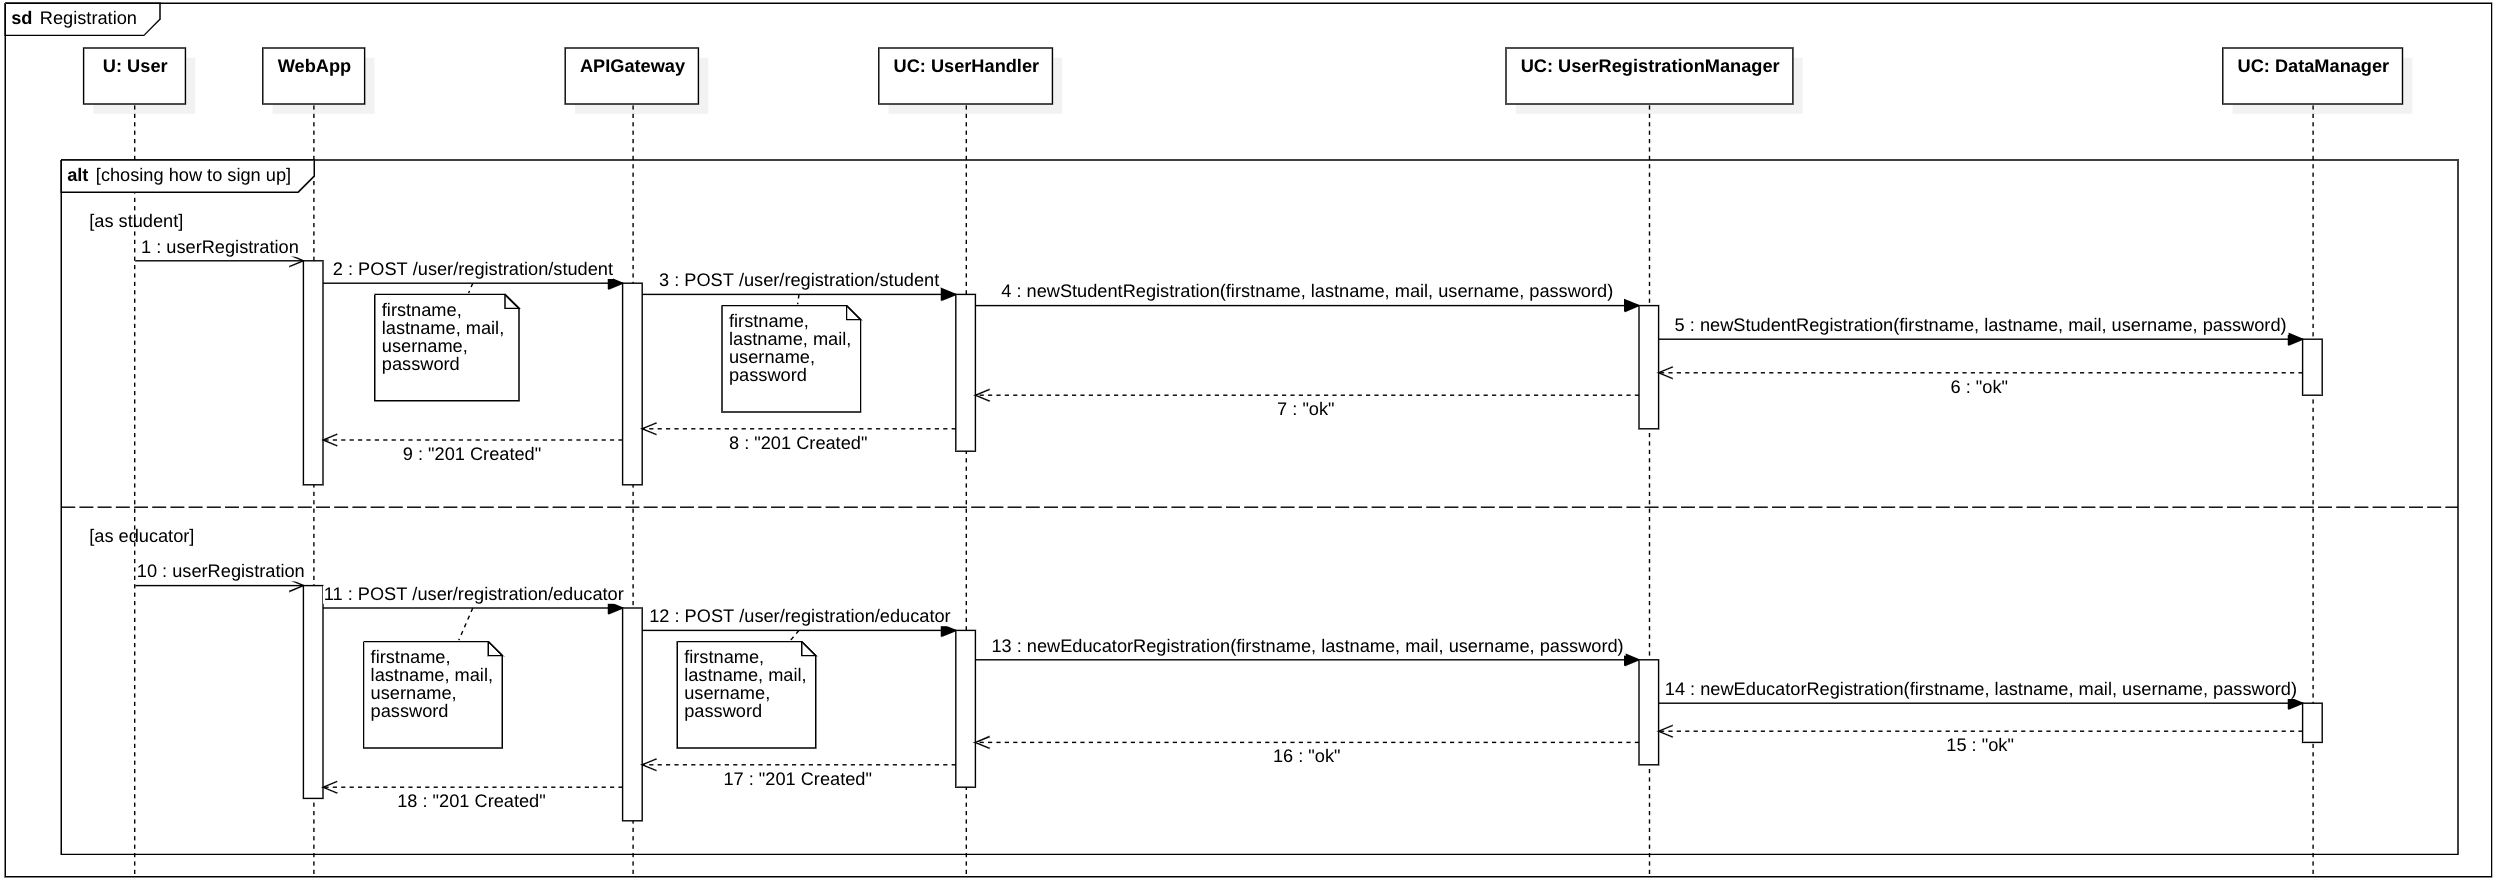 sd Registration
U: User
WebApp
APIGateway
UC: UserHandler
UC: UserRegistrationManager
UC: DataManager
alt [chosing how to sign up]
[as student]
1 : userRegistration
2 : POST /user/registration/student
3 : POST /user/registration/student
4 : newStudentRegistration(firstname, lastname, mail, username, password)
firstname,
lastname, mail,
username,
password
firstname,
lastname, mail,
username,
password
5 : newStudentRegistration(firstname, lastname, mail, username, password)
6 : "ok"
7 : "ok"
8 : "201 Created"
9 : "201 Created"
[as educator]
10 : userRegistration
11 : POST /user/registration/educator
12 : POST /user/registration/educator
13 : newEducatorRegistration(firstname, lastname, mail, username, password)
firstname,
lastname, mail,
username,
password
firstname,
lastname, mail,
username,
password
14 : newEducatorRegistration(firstname, lastname, mail, username, password)
15 : "ok"
16 : "ok"
17 : "201 Created"
18 : "201 Created"